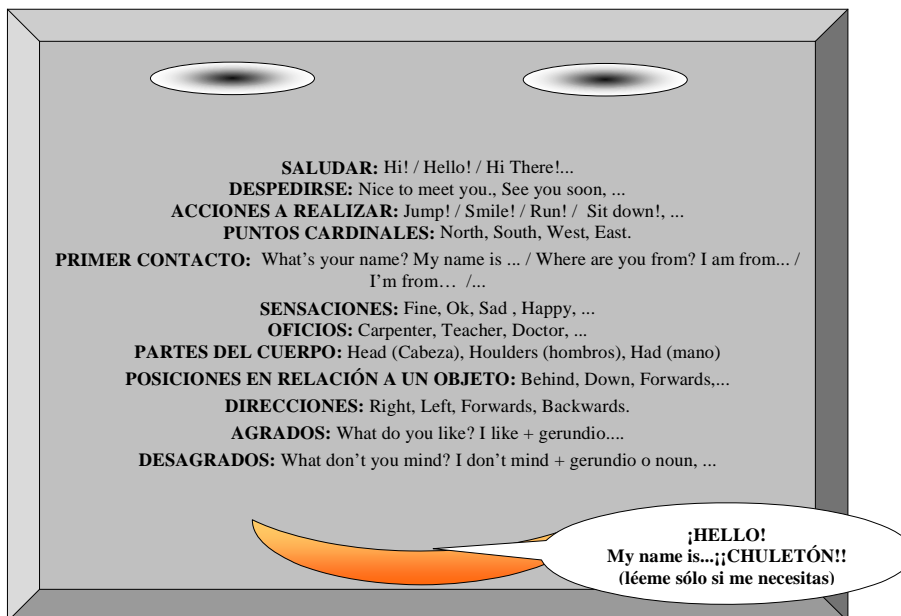 SALUDAR: Hi! / Hello! / Hi There!...
DESPEDIRSE: Nice to meet you., See you soon, ...
ACCIONES A REALIZAR: Jump! / Smile! / Run! / Sit down!, ...
PUNTOS CARDINALES: North, South, West, East.
PRIMER CONTACTO: What's your name? My name is ... / Where are you from? I am from... /
I'm from… /...
SENSACIONES: Fine, Ok, Sad , Happy, ...
OFICIOS: Carpenter, Teacher, Doctor, ...
PARTES DEL CUERPO: Head (Cabeza), Houlders (hombros), Had (mano)
POSICIONES EN RELACIÓN A UN OBJETO: Behind, Down, Forwards,...
DIRECCIONES: Right, Left, Forwards, Backwards.
AGRADOS: What do you like? I like + gerundio....
DESAGRADOS: What don't you mind? I don't mind + gerundio o noun, ...
¡HELLO!
My name is...¡¡CHULETÓN!!
(léeme sólo si me necesitas)